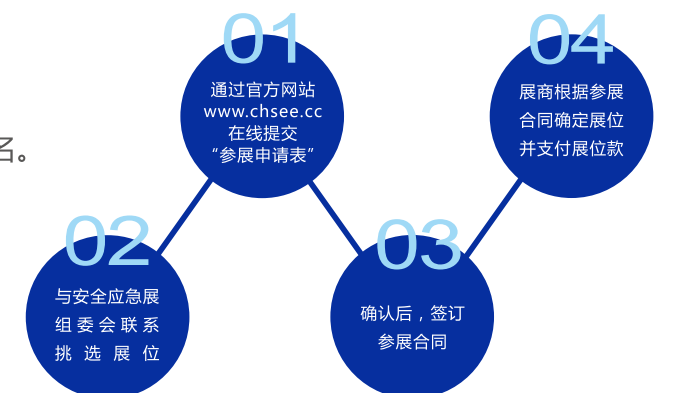 01
通过官方网站
www.chsee.cc
在线提交
“参展申请表”
04
展商根据参展
合同确定展位
并支付展位款
名。
02
与安全应急展
组委会联系
挑选展位
03
确认后，签订
参展合同